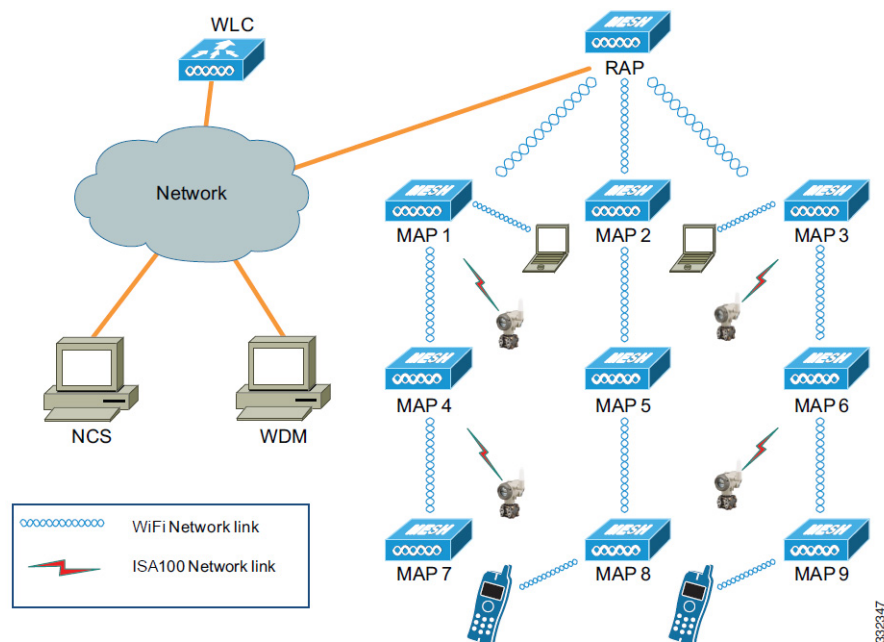 WLC
MESH
RAP
Network
MESH
MAP 1
MESH
MAP 2
MESH
MAP 3
MESH
MAP 4
MESH
MAP 5
MESH
MAP 6
NCS
WDM
WiFi Network link
ISA100 Network link
MESH
MAP 7
MESH
MAP 8
MESH
MAP 9
332347